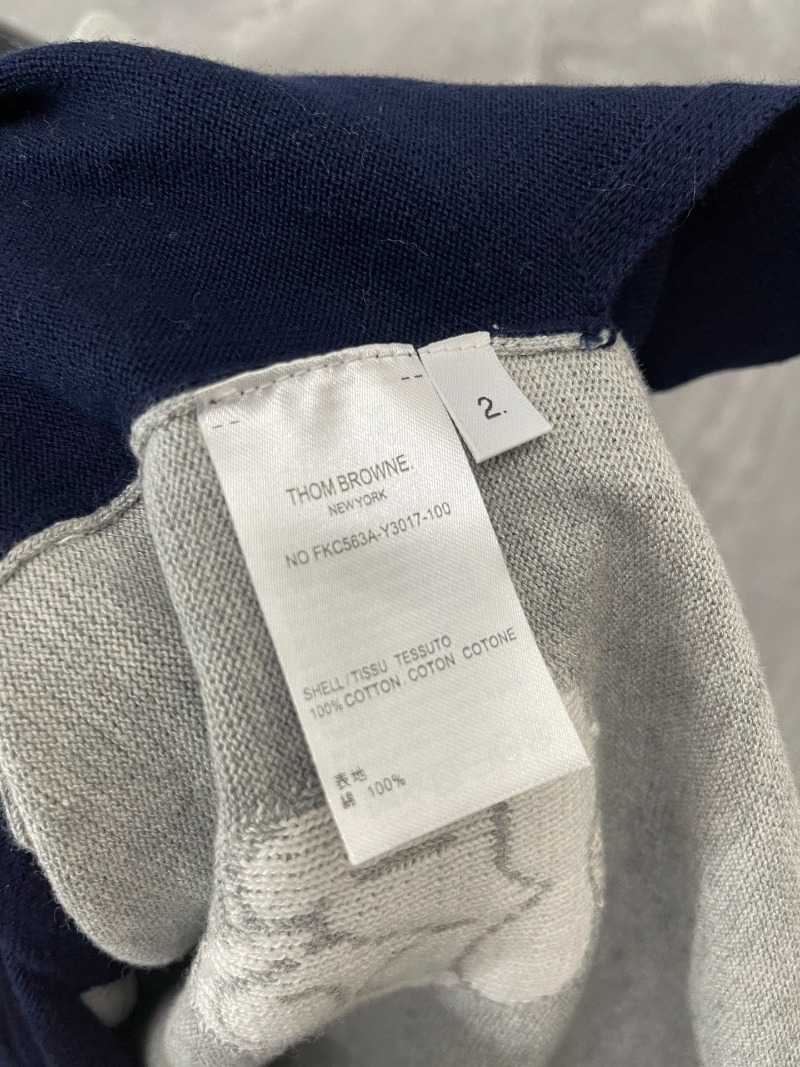 2.
THOM BROWNE.
NEW YORK
NO FKC563A-Y3017-100
SHELL/TISSU TESSUTO
100% COTTON COTON COTONE
表地
綿 100%